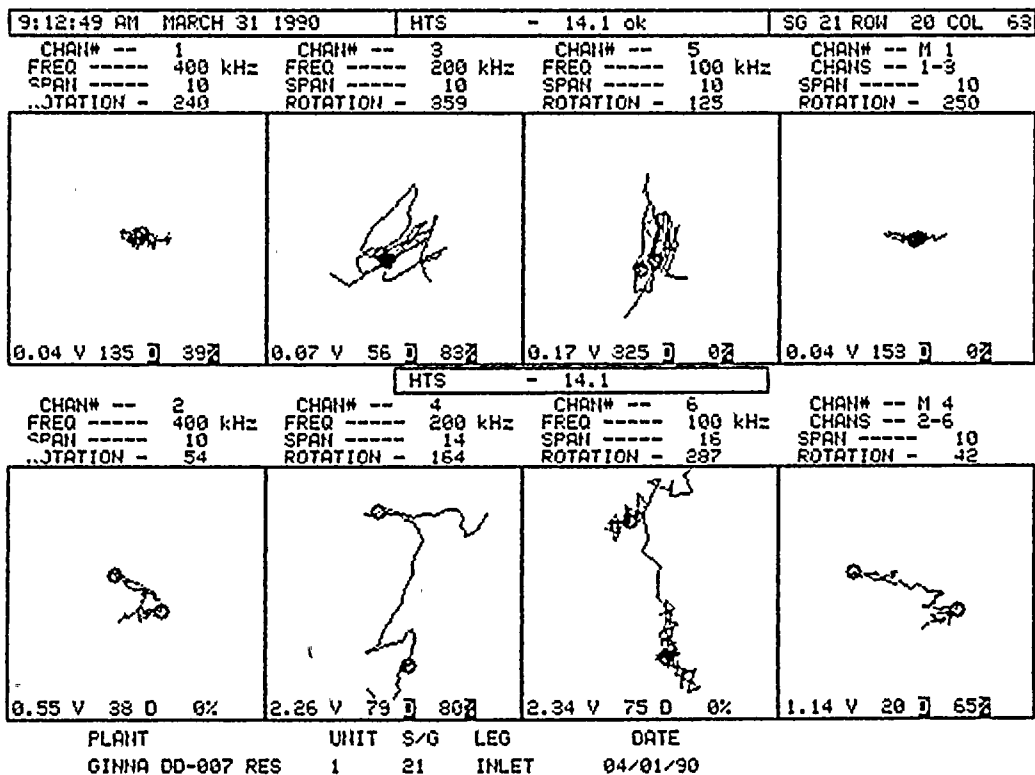 9:12:49 AM MARCH 31 1990 HTS - 14.1 ok SG 21 ROW 20 COL 63
CHAN# -- 1 CHAN# -- 3 CHAN# -- 5 CHAN# -- M 1
FREQ ----- 400 kHz FREQ ----- 200 kHz FREQ ----- 100 kHz CHANS -- 1-3
SPAN ----- 10 SPAN ----- 10 SPAN ----- 10 SPAN ----- 10
..OTATION - 240 ROTATION - 359 ROTATION - 125 ROTATION - 250
0.04 V 135 D 39% 0.07 V 56 D 83% 0.17 V 325 D 0% 0.04 V 153 D 0%
HTS - 14.1
CHAN# -- 2 CHAN# -- 4 CHAN# -- 6 CHAN# -- M 4
FREQ ----- 400 kHz FREQ ----- 200 kHz FREQ ----- 100 kHz CHANS -- 2-6
SPAN ----- 10 SPAN ----- 14 SPAN ----- 16 SPAN ----- 10
..OTATION - 54 ROTATION - 164 ROTATION - 287 ROTATION - 42
0.55 V 38 D 0% 2.26 V 79 D 80% 2.34 V 75 D 0% 1.14 V 20 D 65%
PLANT UNIT S/G LEG DATE
GINNA DD-007 RES 1 21 INLET 04/01/90